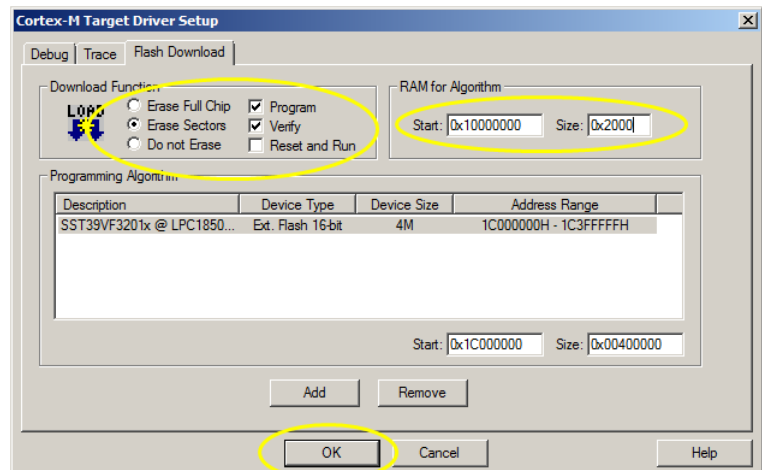 Cortex-M Target Driver Setup
Debug Trace Flash Download
Download Function
LOAD
Erase Full Chip
Erase Sectors
Do not Erase
Program
Verify
Reset and Run
RAM for Algorithm
Start: 0x10000000 Size: 0x2000
Programming Algorithm
Description Device Type Device Size Address Range
SST39VF3201x @ LPC1850... Ext. Flash 16-bit 4M 1C000000H - 1C3FFFFFH
Start: 0x1C000000 Size: 0x00400000
Add Remove
OK Cancel Help